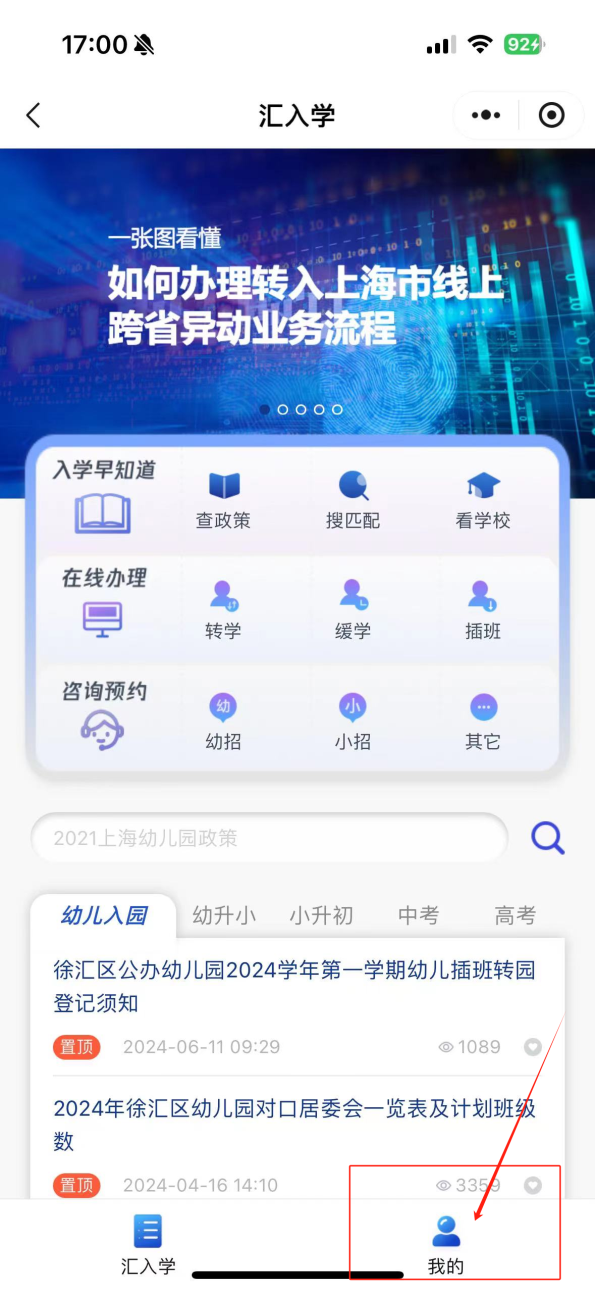 17:00
92
汇入学
一张图看懂
如何办理转入上海市线上
跨省异动业务流程
入学早知道
查政策
搜匹配
看学校
在线办理
转学
缓学
插班
咨询预约
幼
小
幼招
小招
其它
2021上海幼儿园政策
幼儿入园 幼升小 小升初 中考 高考
徐汇区公办幼儿园2024学年第一学期幼儿插班转园
登记须知
置顶 2024-06-11 09:29 1089
2024年徐汇区幼儿园对口居委会一览表及计划班级
数
置顶 2024-04-16 14:10 3359
汇入学 我的